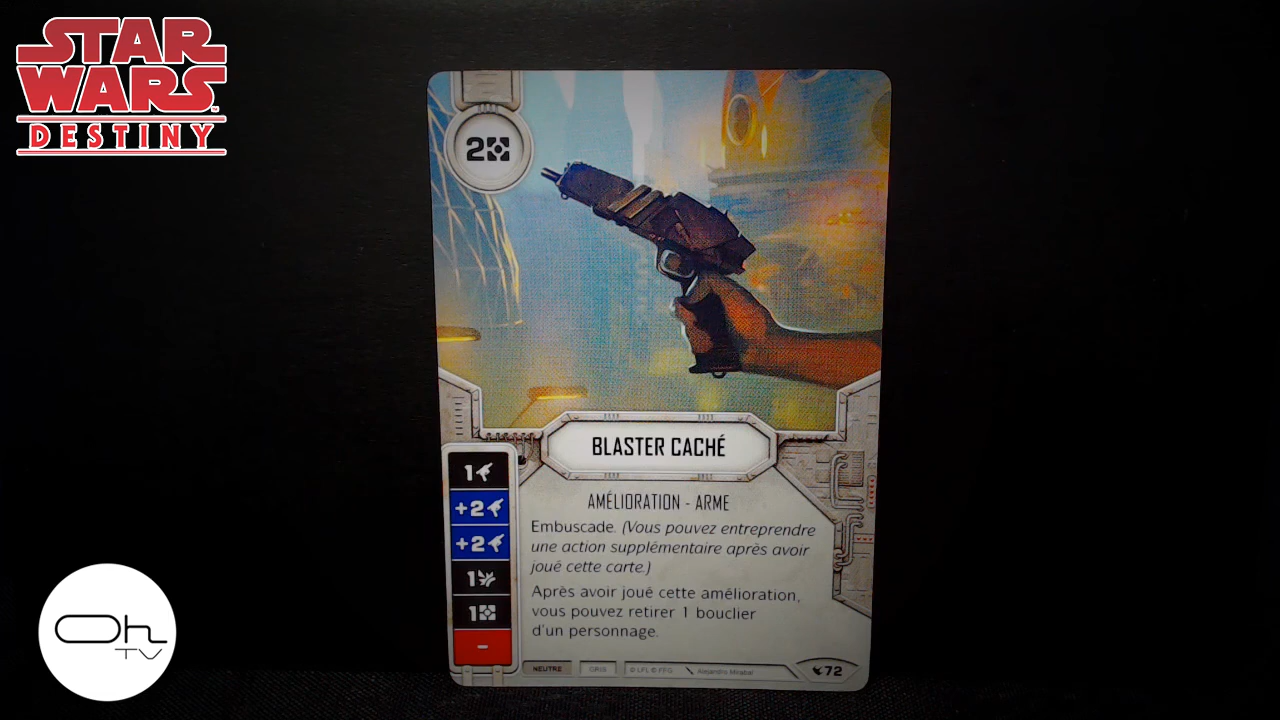 STAR
WARS
DESTINY
2
BLASTER CACHÉ
1
+2
+2
1
1
-
AMÉLIORATION - ARME
Embuscade. (Vous pouvez entreprendre
une action supplémentaire après avoir
joué cette carte.)
Après avoir joué cette amélioration,
vous pouvez retirer 1 bouclier
d'un personnage.
NEUTRE
GRIS
© LFL © FFG
Alejandro Mirabal
72
Oh
TV